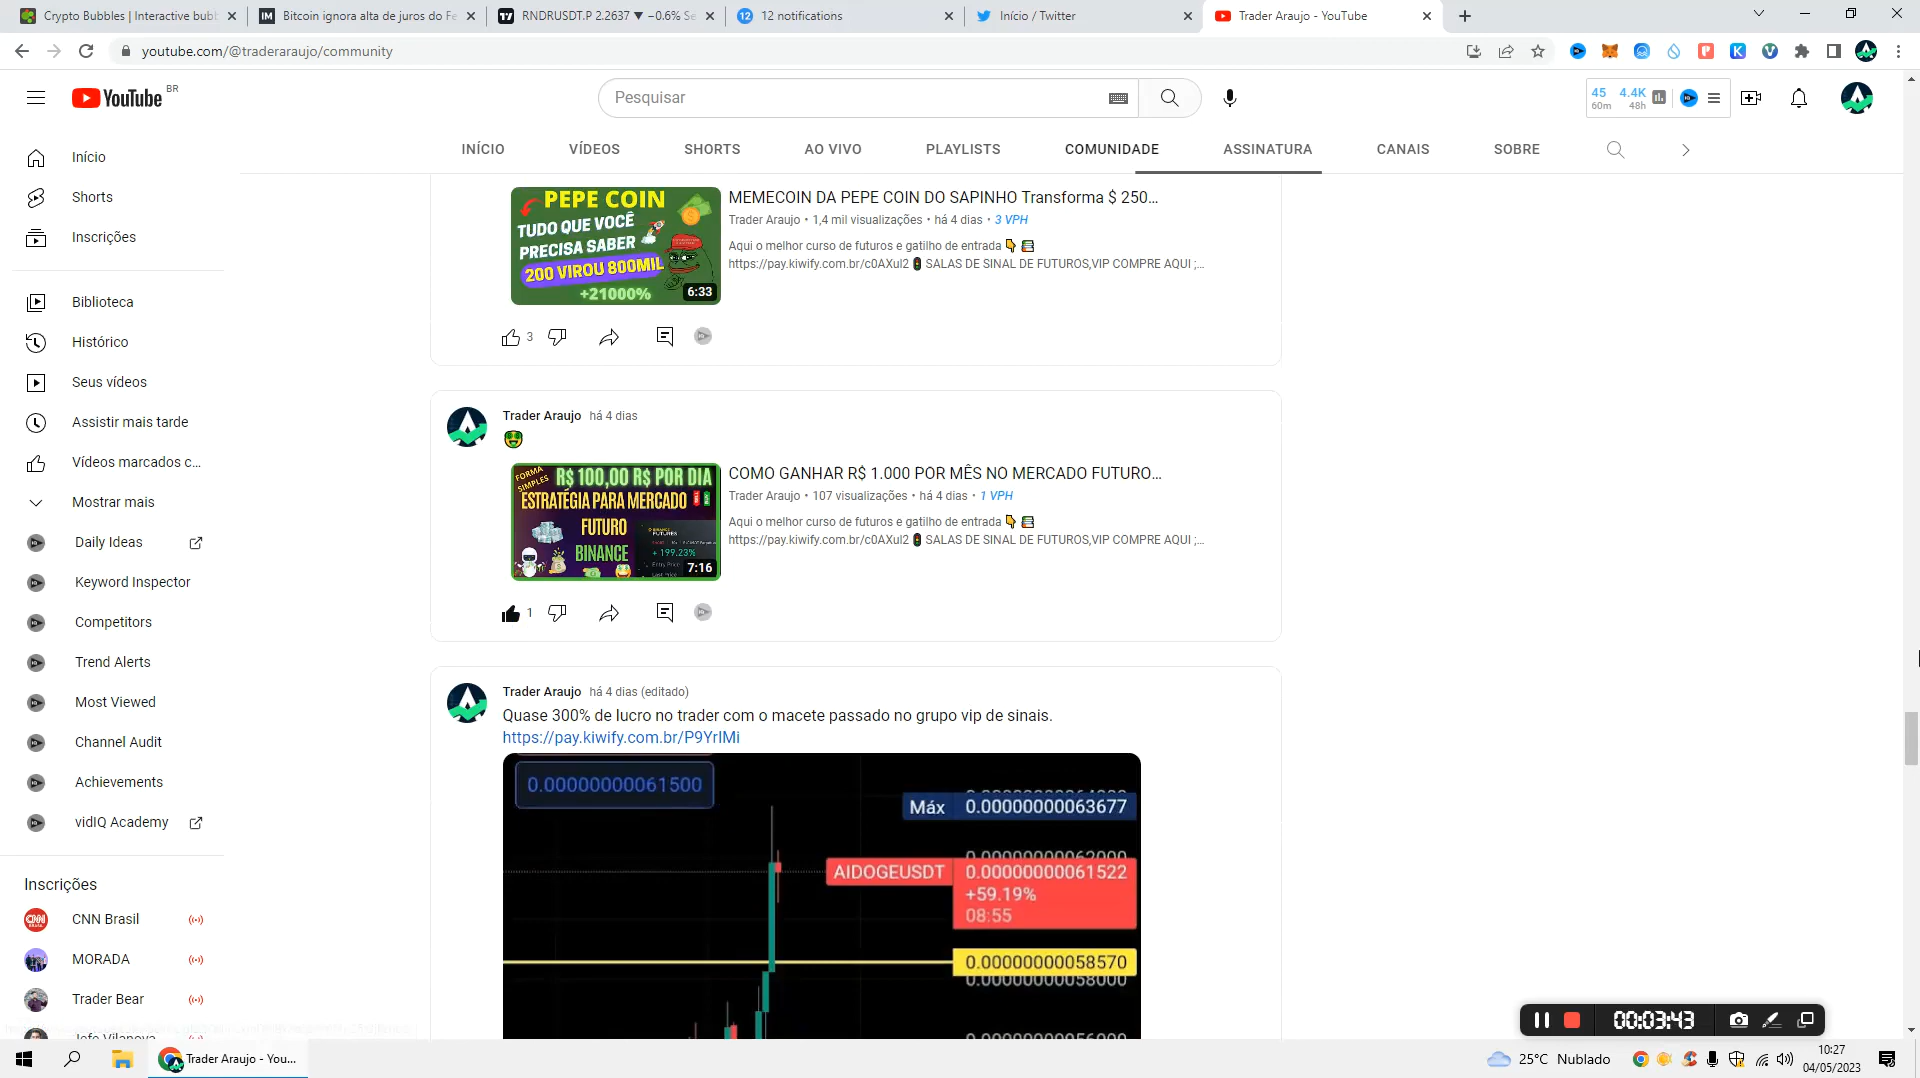 Crypto Bubbles | Interactive bubb
Bitcoin ignora alta de juros do Fe
RNDRUSDT.P 2.2637 ▼ −0.6% Se
12 notifications
Início / Twitter
Trader Araujo - YouTube
youtube.com/@traderaraujo/community
YouTube BR
Pesquisar
45 60m
4.4K 48h
INÍCIO
VÍDEOS
SHORTS
AO VIVO
PLAYLISTS
COMUNIDADE
ASSINATURA
CANAIS
SOBRE
Início
Shorts
Inscrições
Biblioteca
Histórico
Seus vídeos
Assistir mais tarde
Vídeos marcados c...
Mostrar mais
Daily Ideas
Keyword Inspector
Competitors
Trend Alerts
Most Viewed
Channel Audit
Achievements
vidIQ Academy
Inscrições
CNN Brasil
MORADA
Trader Bear
PEPE COIN
TUDO QUE VOCÊ
PRECISA SABER
200 VIROU 800MIL
+21000%
6:33
MEMECOIN DA PEPE COIN DO SAPINHO Transforma $ 250...
Trader Araujo • 1,4 mil visualizações • há 4 dias • 3 VPH
Aqui o melhor curso de futuros e gatilho de entrada 👇 📚
https://pay.kiwify.com.br/c0AXul2 🚦 SALAS DE SINAL DE FUTUROS,VIP COMPRE AQUI ;...
3
Trader Araujo há 4 dias
🤑
FORMA SIMPLES
R$ 100,00 R$ POR DIA
ESTRATÉGIA PARA MERCADO
FUTURO
BINANCE
FUTURES
+ 199.23%
Entry Price
7:16
COMO GANHAR R$ 1.000 POR MÊS NO MERCADO FUTURO...
Trader Araujo • 107 visualizações • há 4 dias • 1 VPH
Aqui o melhor curso de futuros e gatilho de entrada 👇 📚
https://pay.kiwify.com.br/c0AXul2 🚦 SALAS DE SINAL DE FUTUROS,VIP COMPRE AQUI ;...
1
Trader Araujo há 4 dias (editado)
Quase 300% de lucro no trader com o macete passado no grupo vip de sinais.
https://pay.kiwify.com.br/P9YrIMi
0.00000000061500
Máx 0.00000000063677
AIDOGEUSDT 0.00000000061522
+59.19%
08:55
0.00000000058570
0.00000000058000
00:03:43
Trader Araujo - You...
25°C Nublado
10:27
04/05/2023